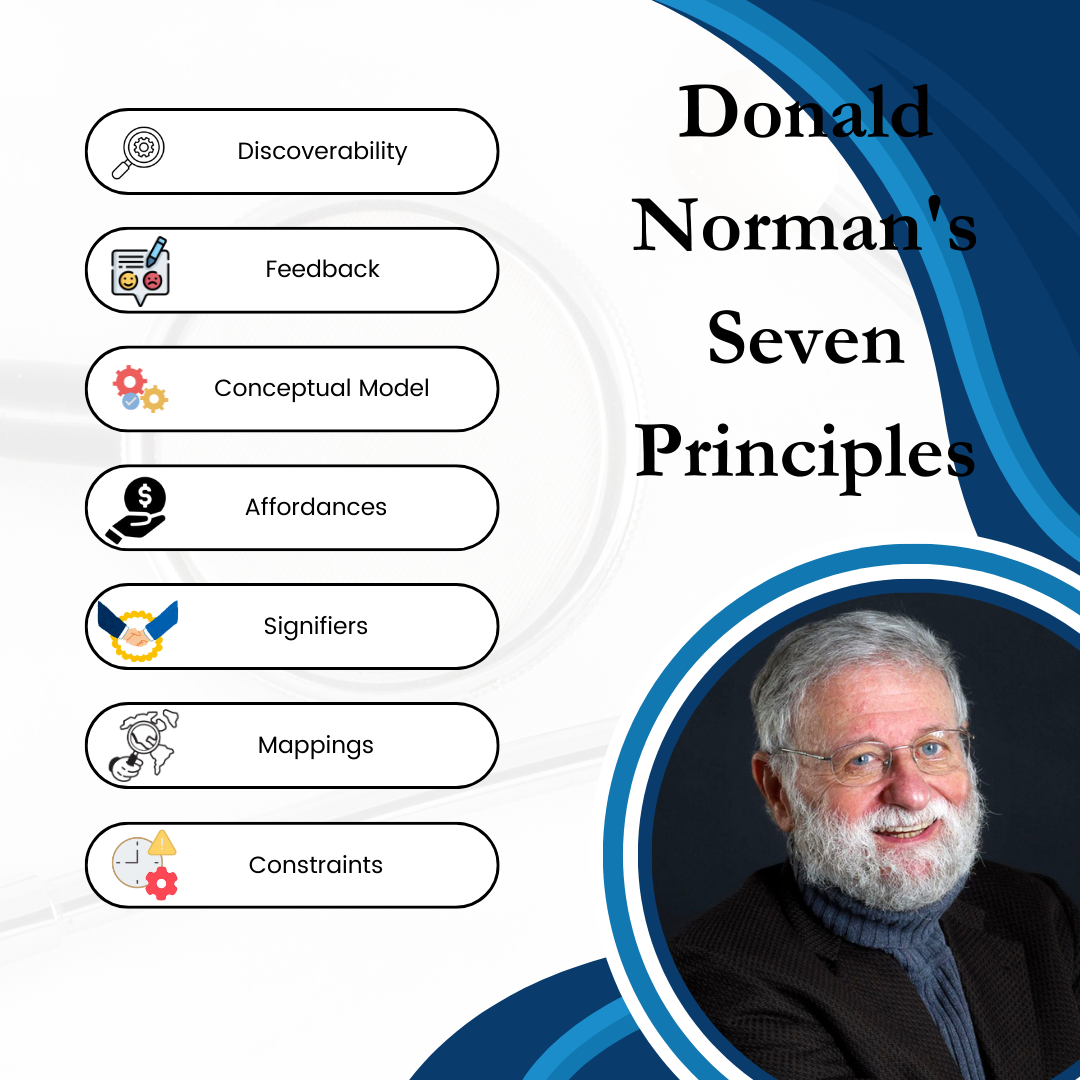 Donald
Norman's
Seven
Principles
Discoverability
Feedback
Conceptual Model
Affordances
$
Signifiers
Mappings
Constraints